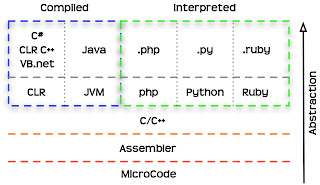 Compiled Interpreted
C#
CLR C++
VB.net
Java .php .py .ruby
CLR JVM php Python Ruby
C/C++
Assembler
MicroCode
Abstraction